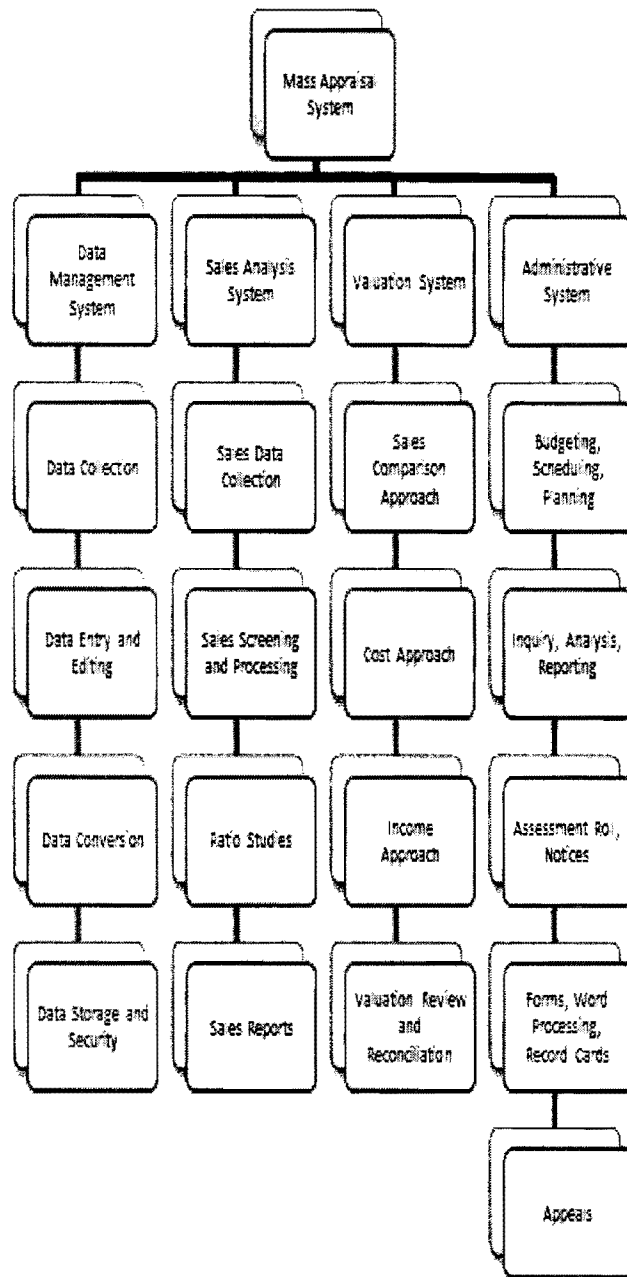 Mass Appraisal
System
Data
Management
System
Sales Analysis
System
Valuation System
Administrative
System
Data Collection
Sales Data
Collection
Sales
Comparison
Approach
Budgeting,
Scheduling,
Planning
Data Entry and
Editing
Sales Screening
and Processing
Cost Approach
Inquiry, Analysis,
Reporting
Data Conversion
Ratio Studies
Income
Approach
Assessment Roll,
Notices
Data Storage and
Security
Sales Reports
Valuation Review
and
Reconciliation
Forms, Word
Processing,
Record Cards
Appeals